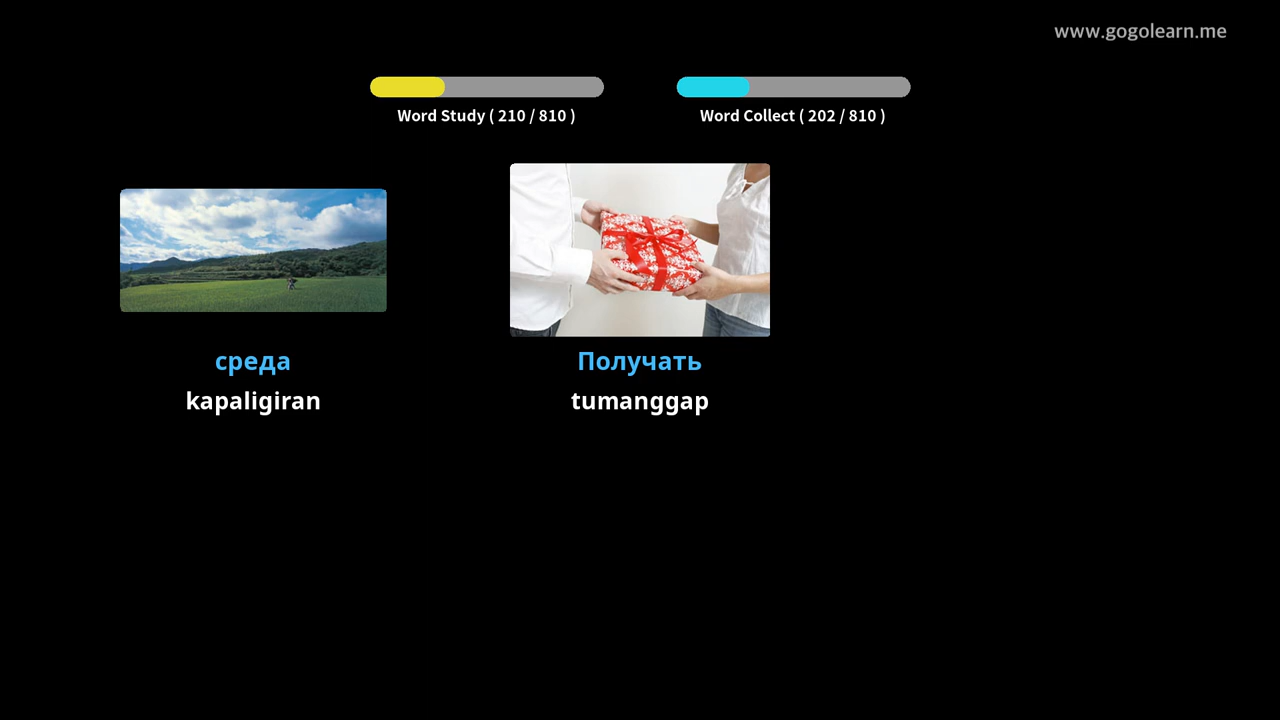 www.gogolearn.me
Word Study ( 210 / 810 )
Word Collect ( 202 / 810 )
среда
kapaligiran
Получать
tumanggap